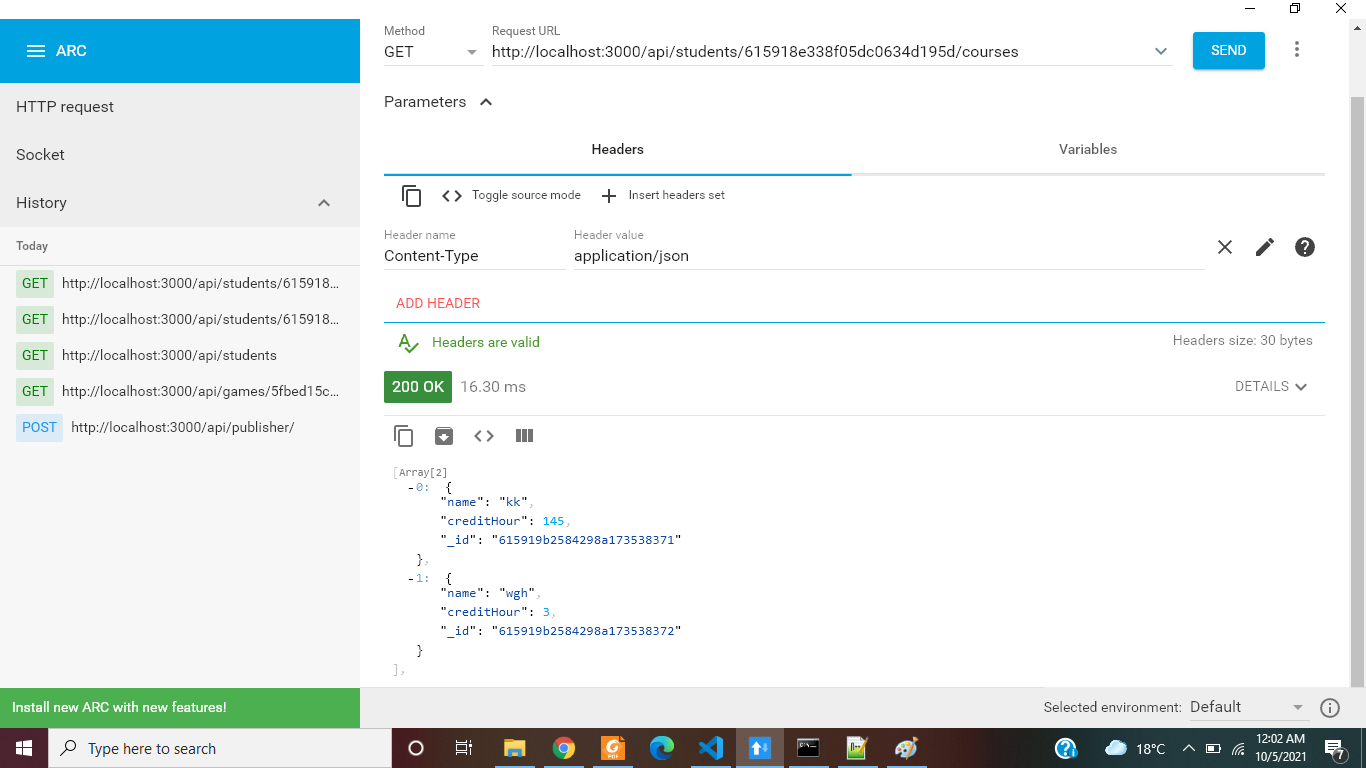 ARC
HTTP request
Socket
History
Today
GET http://localhost:3000/api/students/615918...
GET http://localhost:3000/api/students/615918...
GET http://localhost:3000/api/students
GET http://localhost:3000/api/games/5fbed15c...
POST http://localhost:3000/api/publisher/
Install new ARC with new features!
Method
GET
Request URL
http://localhost:3000/api/students/615918e338f05dc0634d195d/courses
SEND
Parameters
Headers
Variables
Toggle source mode
Insert headers set
Header name
Content-Type
Header value
application/json
ADD HEADER
Headers are valid
Headers size: 30 bytes
200 OK 16.30 ms
DETAILS
[Array[2]
-0: {
"name": "kk",
"creditHour": 145,
"_id": "615919b2584298a173538371"
},
-1: {
"name": "wgh",
"creditHour": 3,
"_id": "615919b2584298a173538372"
}
],
Selected environment: Default
Type here to search
18°C
12:02 AM
10/5/2021
7